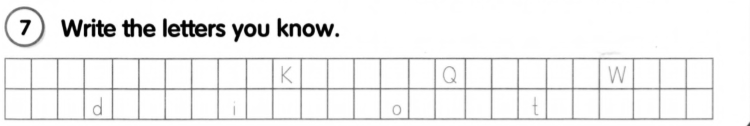 7 Write the letters you know.
K Q W
d i o t